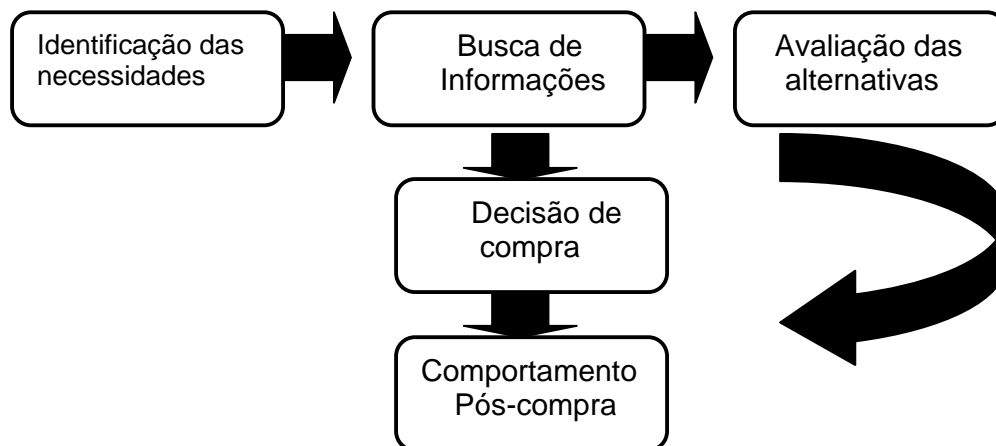 Identificação das
necessidades
Busca de
Informações
Avaliação das
alternativas
Decisão de
compra
Comportamento
Pós-compra